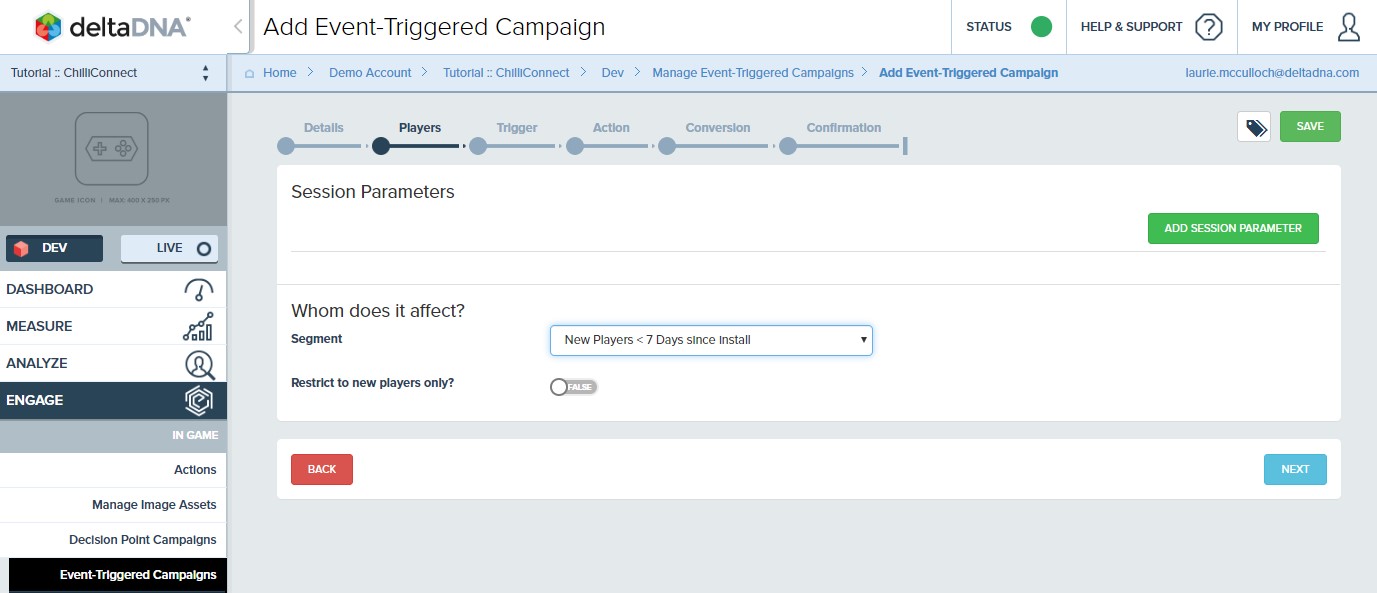 deltaDNA®
Add Event-Triggered Campaign
STATUS
HELP & SUPPORT
?
MY PROFILE
Tutorial :: ChilliConnect
Home > Demo Account > Tutorial :: ChilliConnect > Dev > Manage Event-Triggered Campaigns > Add Event-Triggered Campaign
laurie.mcculloch@deltadna.com
GAME ICON | MAX: 400 X 250 PX
DEV
LIVE
DASHBOARD
MEASURE
ANALYZE
ENGAGE
IN GAME
Actions
Manage Image Assets
Decision Point Campaigns
Event-Triggered Campaigns
Details
Players
Trigger
Action
Conversion
Confirmation
SAVE
Session Parameters
ADD SESSION PARAMETER
Whom does it affect?
Segment
New Players < 7 Days since Install
Restrict to new players only?
FALSE
BACK
NEXT